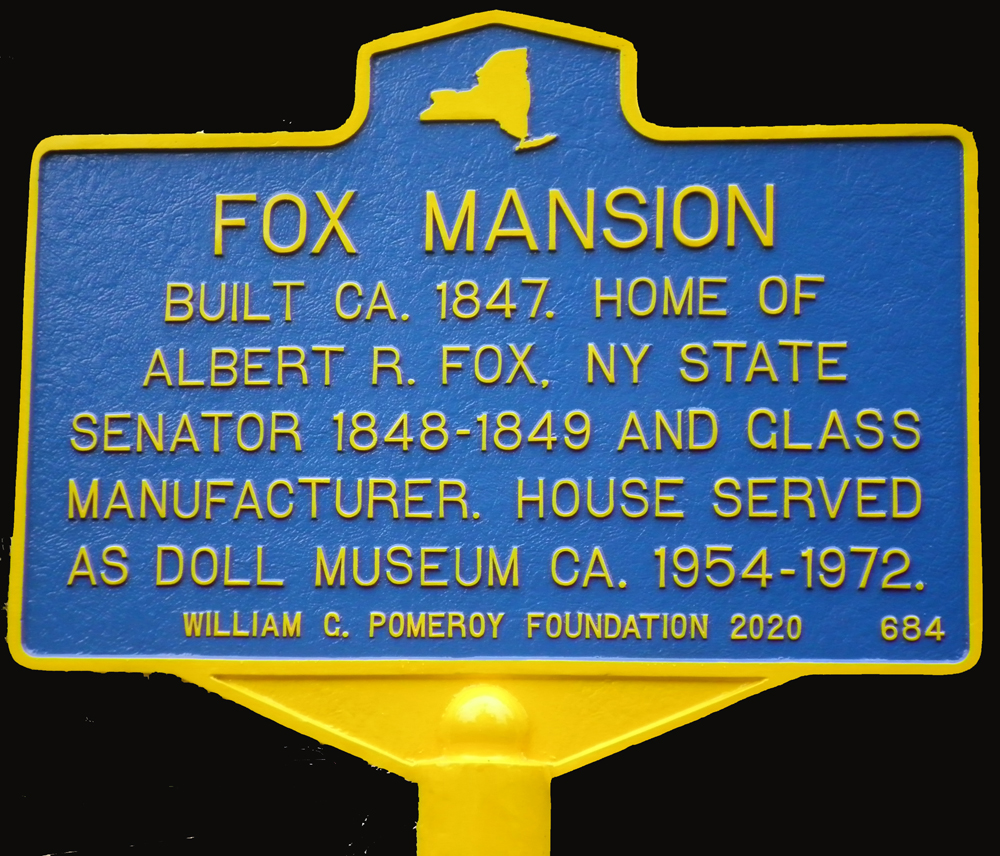 FOX MANSION
BUILT CA. 1847. HOME OF
ALBERT R. FOX, NY STATE
SENATOR 1848-1849 AND GLASS
MANUFACTURER. HOUSE SERVED
AS DOLL MUSEUM CA. 1954-1972.
WILLIAM G. POMEROY FOUNDATION 2020 684